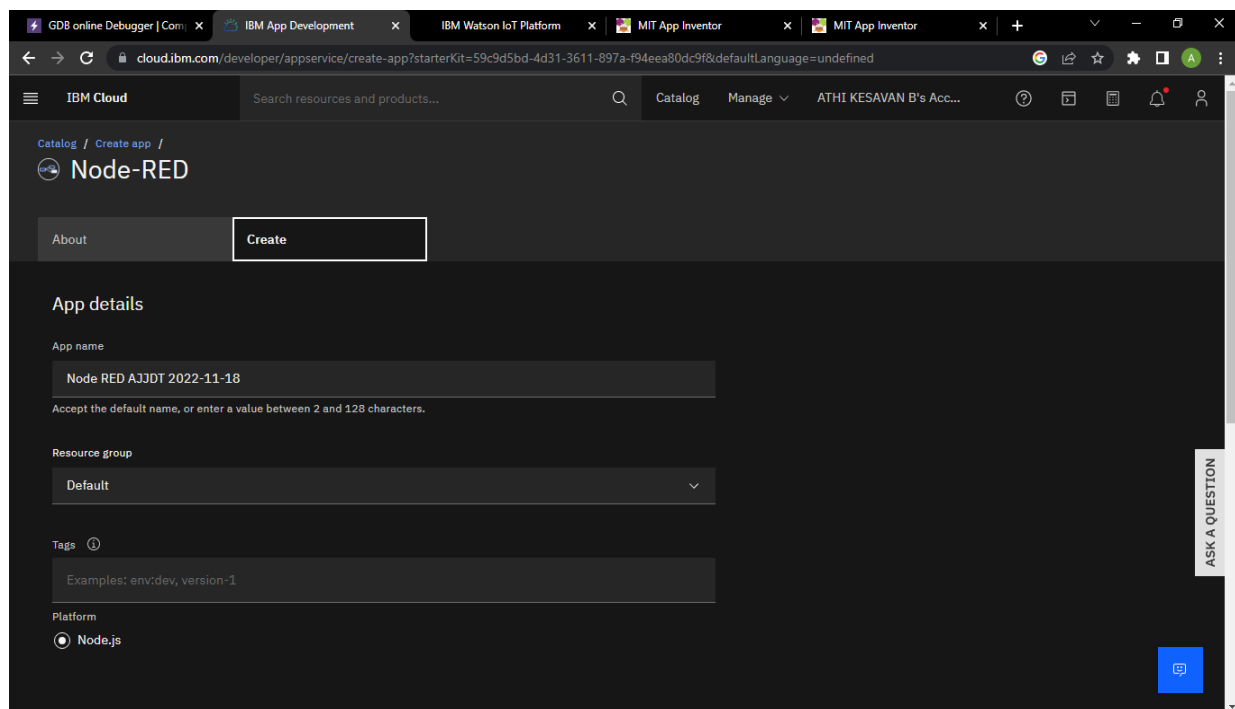 GDB online Debugger | Com IBM App Development IBM Watson IoT Platform MIT App Inventor MIT App Inventor
cloud.ibm.com/developer/appservice/create-app?starterKit=59c9d5bd-4d31-3611-897a-f94eea80dc9f&defaultLanguage=undefined A
IBM Cloud Search resources and products... Catalog Manage ATHI KESAVAN B's Acc...
Catalog / Create app /
Node-RED
About Create
App details
App name
Node RED AJJDT 2022-11-18
Accept the default name, or enter a value between 2 and 128 characters.
Resource group
Default
Tags
Examples: env:dev, version-1
Platform
Node.js
ASK A QUESTION